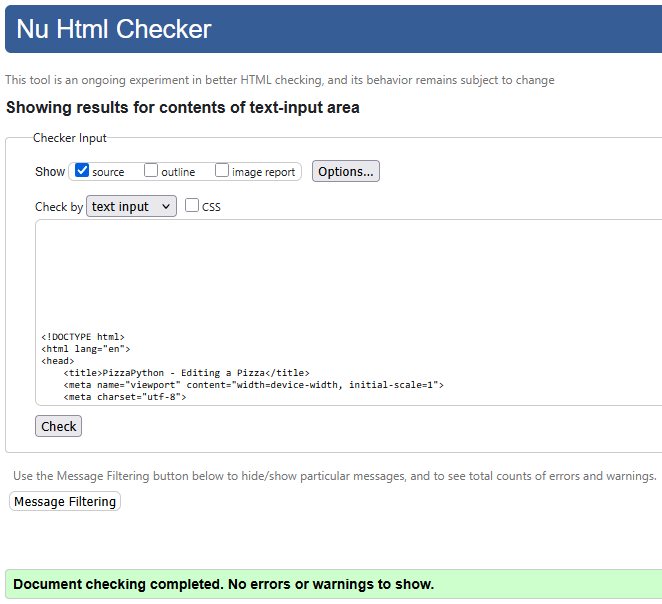 Nu Html Checker
This tool is an ongoing experiment in better HTML checking, and its behavior remains subject to change
Showing results for contents of text-input area
Checker Input
Show source outline image report Options...
Check by text input CSS
<!DOCTYPE html>
<html lang="en">
<head>
    <title>PizzaPython - Editing a Pizza</title>
    <meta name="viewport" content="width=device-width, initial-scale=1">
    <meta charset="utf-8">
Check
Use the Message Filtering button below to hide/show particular messages, and to see total counts of errors and warnings.
Message Filtering
Document checking completed. No errors or warnings to show.